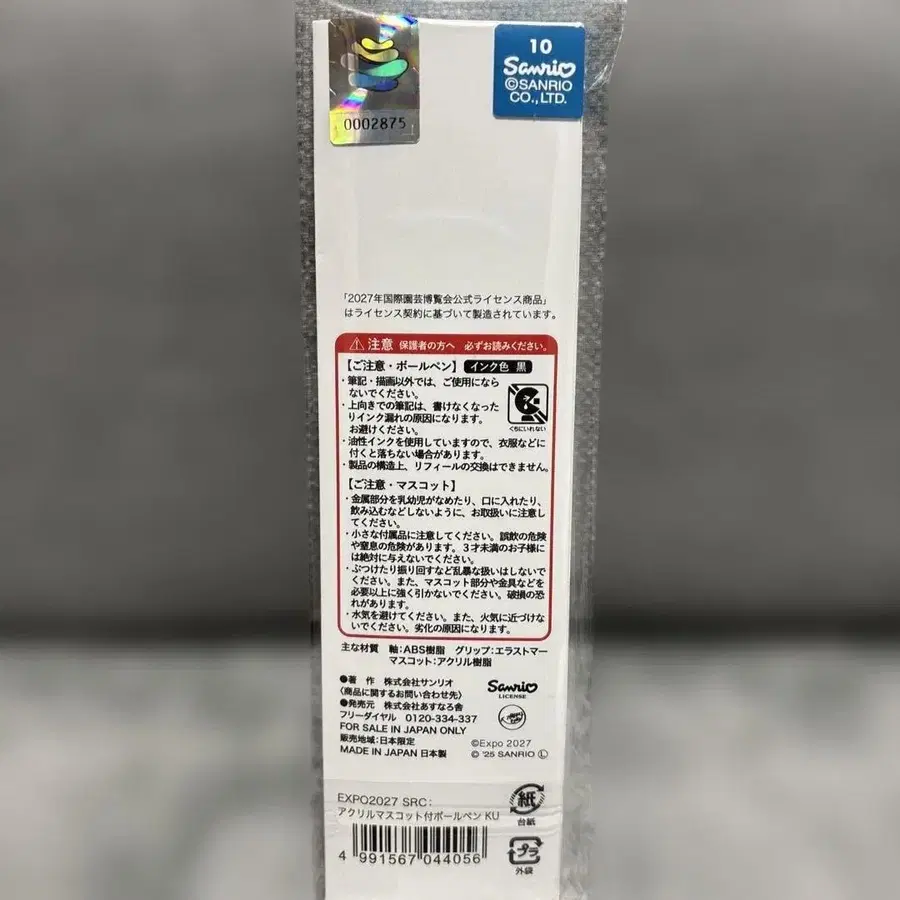 0002875
10
Sanrio
©SANRIO
CO., LTD.
「2027年国際園芸博覧会公式ライセンス商品」
はライセンス契約に基づいて製造されています。
⚠注意 保護者の方へ 必ずお読みください。
【ご注意・ボールペン】 インク色 黒
・筆記・描画以外では、ご使用になら
ないでください。
・上向きでの筆記は、書けなくなった
りインク漏れの原因になります。
お避けください。
くちにいれない
・油性インクを使用していますので、衣服などに
付くと落ちない場合があります。
・製品の構造上、リフィールの交換はできません。
【ご注意・マスコット】
・金属部分を乳幼児がなめたり、口に入れたり、
飲み込むなどしないように、お取扱いに注意し
てください。
・小さな付属品に注意してください。誤飲の危険
や窒息の危険があります。3才未満のお子様に
は絶対に与えないでください。
・ぶつけたり振り回すなど乱暴な扱いはしないで
ください。また、マスコット部分や金具などを
必要以上に強く引かないでください。破損の恐
れがあります。
・水気を避けてください。また、火気に近づけな
いでください。劣化の原因になります。
主な材質 軸:ABS樹脂 グリップ:エラストマー
マスコット:アクリル樹脂
●著 作 株式会社サンリオ
〈商品に関するお問い合わせ先〉
●発売元 株式会社あすなろ舎
フリーダイヤル 0120-334-337
FOR SALE IN JAPAN ONLY
販売地域:日本限定
MADE IN JAPAN 日本製
Sanrio
LICENSE
©Expo 2027
© '25 SANRIO Ⓛ
EXPO2027 SRC:
アクリルマスコット付ボールペン KU
4 991567 044056
紙
台紙
プラ
外袋